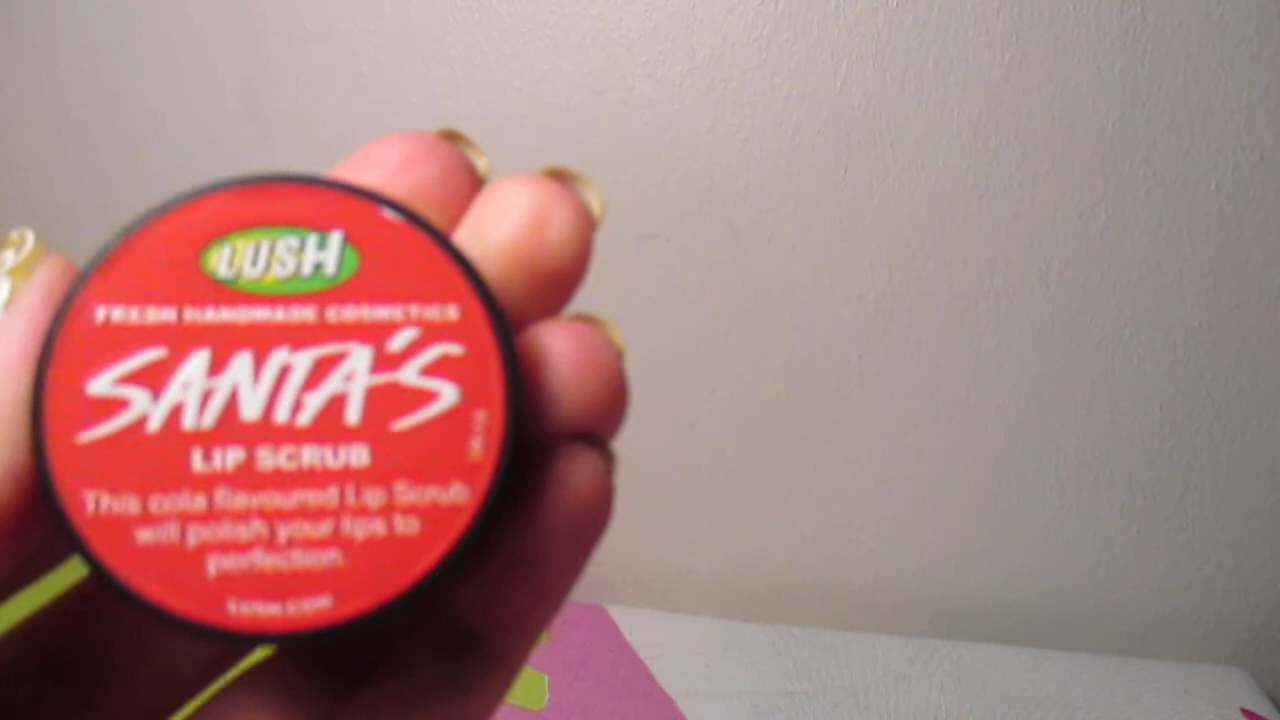 LUSH
FRESH HANDMADE COSMETICS
SANTA'S
LIP SCRUB
This cola flavoured Lip Scrub
will polish your lips to
perfection.